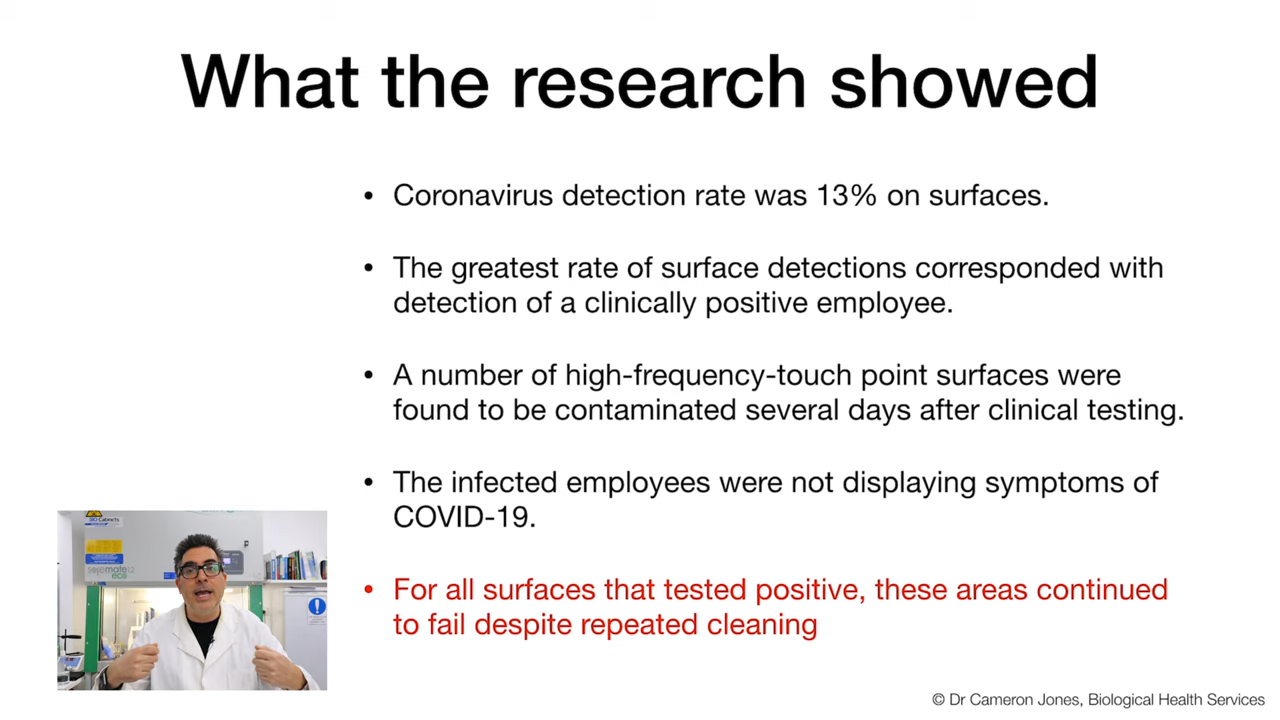 What the research showed
• Coronavirus detection rate was 13% on surfaces.
• The greatest rate of surface detections corresponded with
detection of a clinically positive employee.
• A number of high-frequency-touch point surfaces were
found to be contaminated several days after clinical testing.
• The infected employees were not displaying symptoms of
COVID-19.
• For all surfaces that tested positive, these areas continued
to fail despite repeated cleaning
eco
© Dr Cameron Jones, Biological Health Services